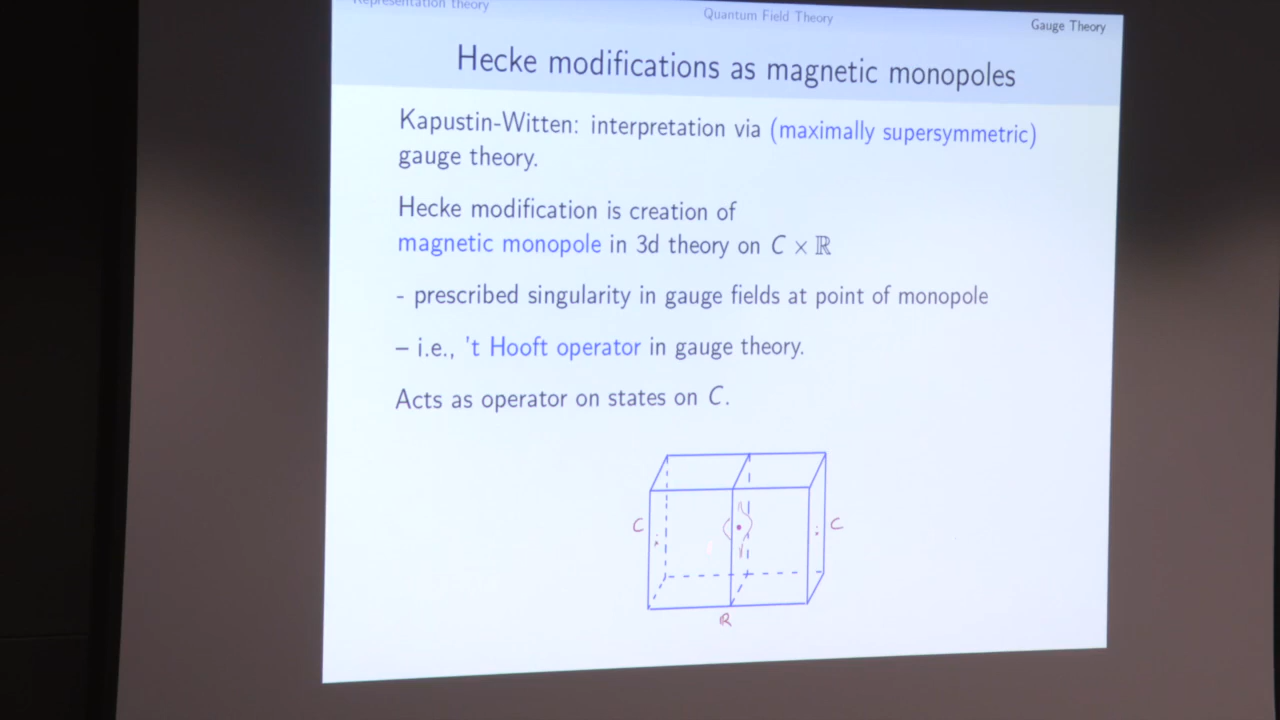 Representation theory
Quantum Field Theory
Gauge Theory
Hecke modifications as magnetic monopoles
Kapustin-Witten: interpretation via (maximally supersymmetric)
gauge theory.
Hecke modification is creation of
magnetic monopole in 3d theory on C × ℝ
- prescribed singularity in gauge fields at point of monopole
– i.e., 't Hooft operator in gauge theory.
Acts as operator on states on C.
C
C
R